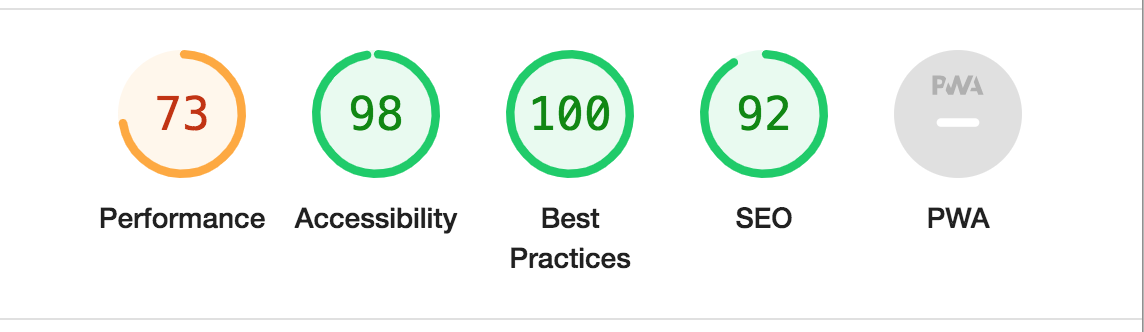 73
98
100
92
PWA
Performance
Accessibility
Best
Practices
SEO
PWA